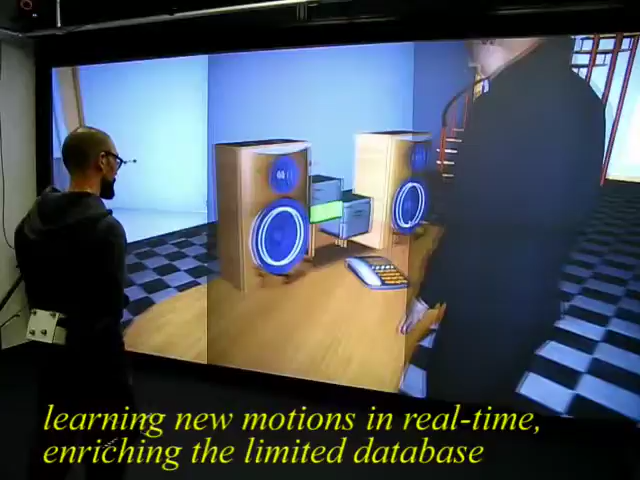 learning new motions in real-time,
enriching the limited database